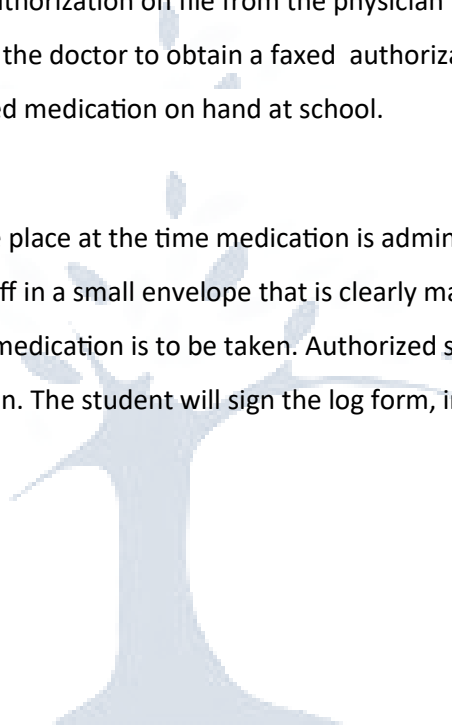 uthorization on file from the physician
the doctor to obtain a faxed authoriza
ed medication on hand at school.
place at the time medication is admin
ff in a small envelope that is clearly ma
medication is to be taken. Authorized s
n. The student will sign the log form, i